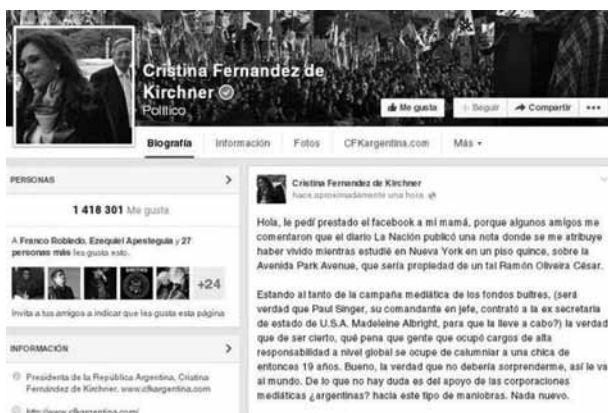 Cristina Fernandez de
Kirchner
Político
Me gusta
Seguir
Compartir
Biografía
Información
Fotos
CFKargentina.com
Más
PERSONAS
1 418 301 Me gusta
A Franco Robledo, Ezequiel Apesteguia y 27
personas más les gusta esto.
+24
Invita a tus amigos a indicar que les gusta esta página
INFORMACIÓN
Presidenta de la República Argentina, Cristina
Fernández de Kirchner. www.cfkargentina.com
http://www.cfkargentina.com/
Cristina Fernandez de Kirchner
hace aproximadamente una hora
Hola, le pedí prestado el facebook a mi mamá, porque algunos amigos me
comentaron que el diario La Nación publicó una nota donde se me atribuye
haber vivido mientras estudié en Nueva York en un piso quince, sobre la
Avenida Park Avenue, que sería propiedad de un tal Ramón Oliveira César.
Estando al tanto de la campaña mediática de los fondos buitres, (será
verdad que Paul Singer, su comandante en jefe, contrató a la ex secretaria
de estado de U.S.A. Madeleine Albright, para que la lleve a cabo?) la verdad
que de ser cierto, qué pena que gente que ocupó cargos de alta
responsabilidad a nivel global se ocupe de calumniar a una chica de
entonces 19 años. Bueno, la verdad que no debería sorprenderme, así le va
al mundo. De lo que no hay duda es del apoyo de las corporaciones
mediáticas ¿argentinas? hacia este tipo de maniobras. Nada nuevo.